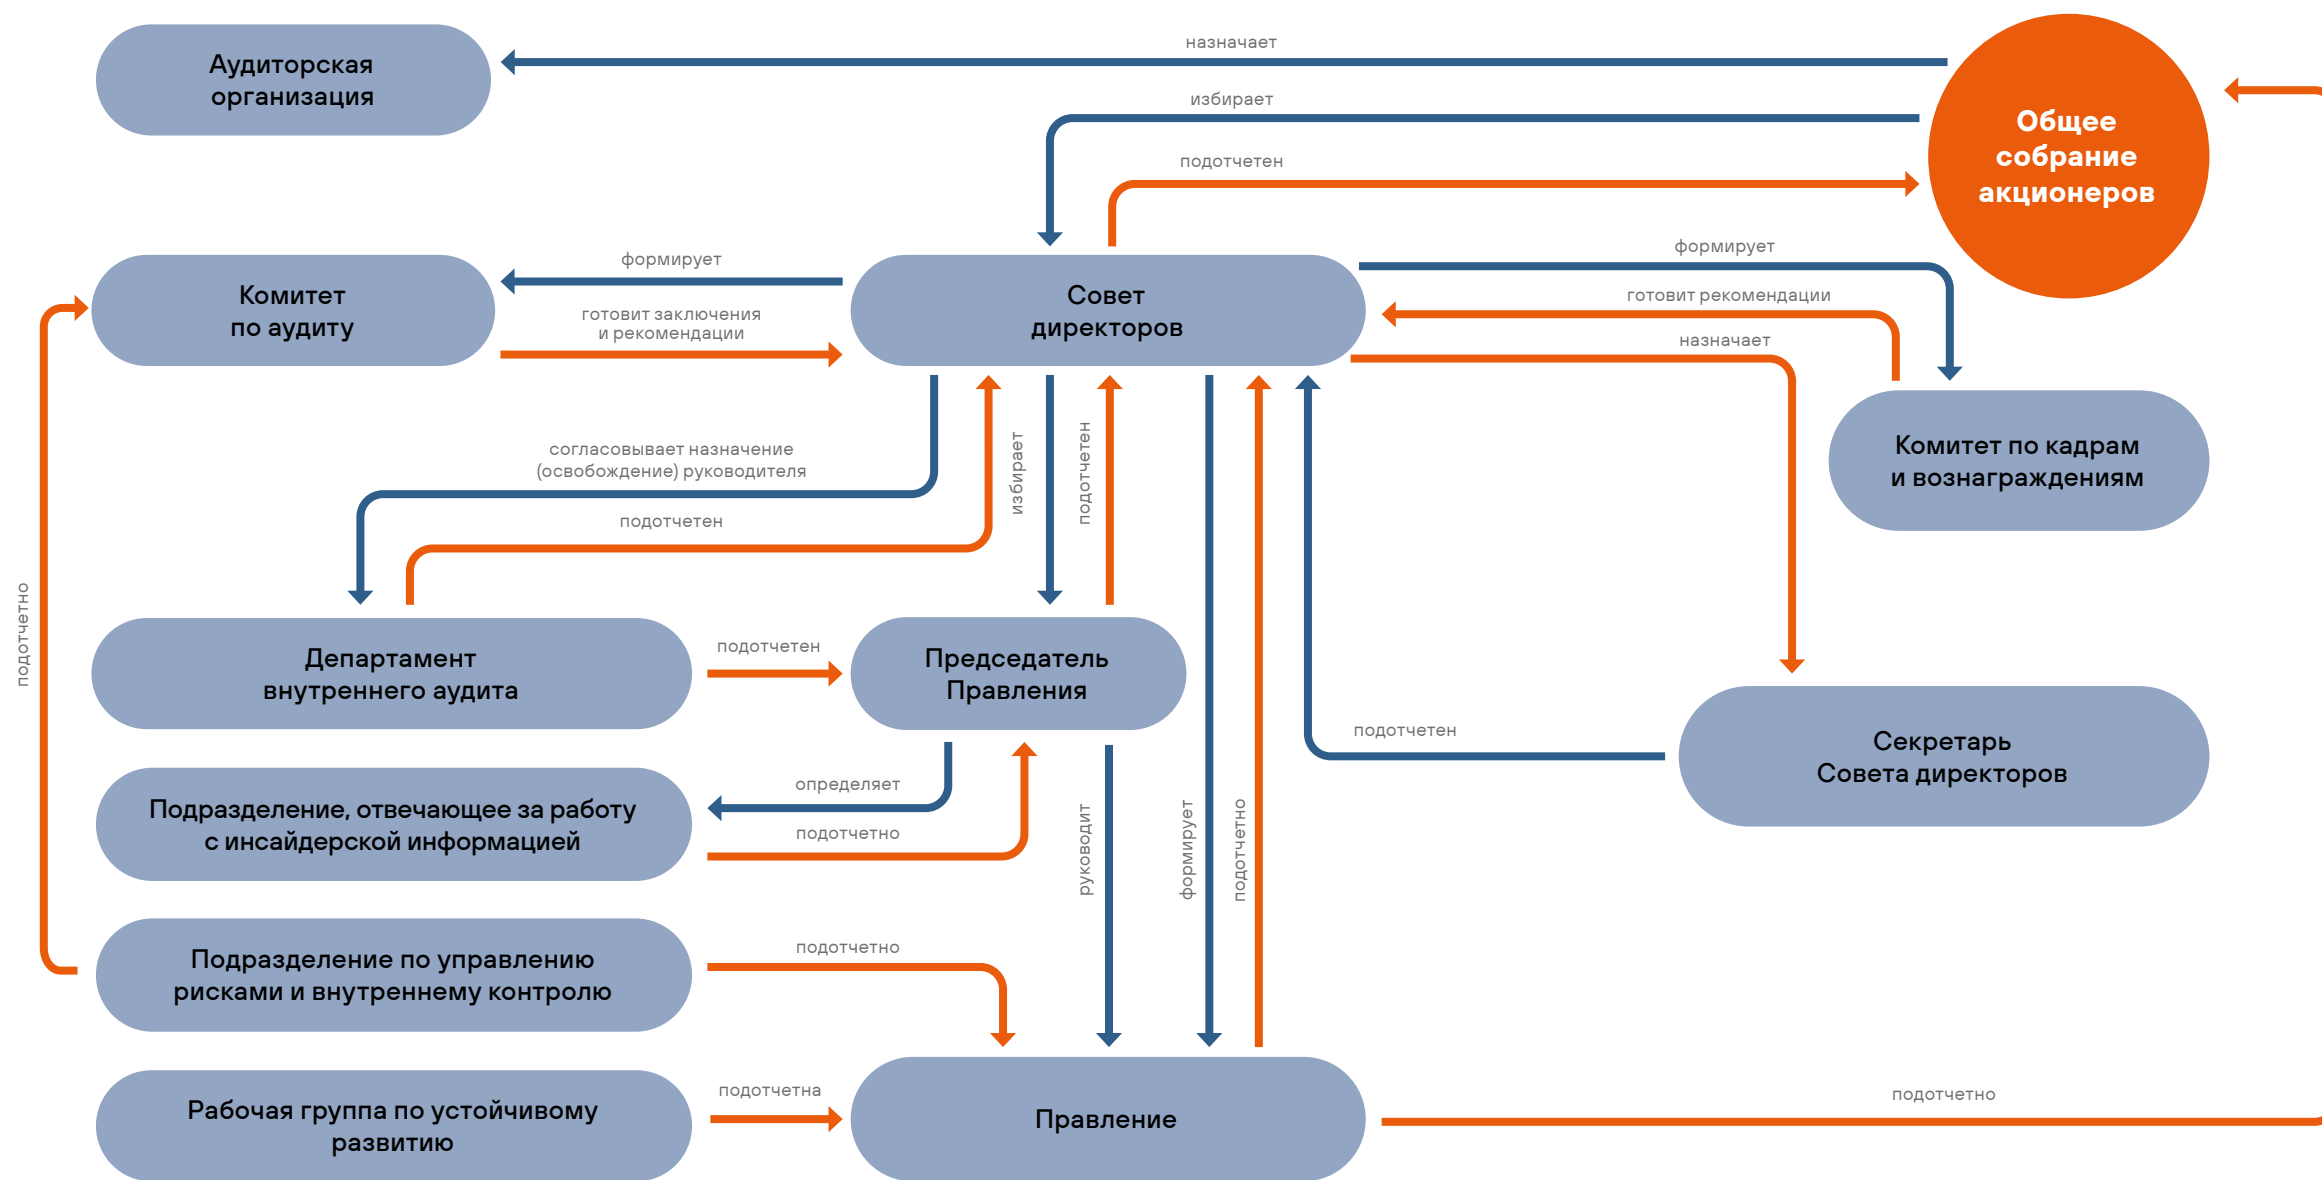 Аудиторская
организация
назначает
избирает
подотчетен
Общее
собрание
акционеров
Комитет
по аудиту
формирует
готовит заключения
и рекомендации
Совет
директоров
формирует
готовит рекомендации
назначает
Комитет по кадрам
и вознаграждениям
согласовывает назначение
(освобождение) руководителя
подотчетен
избирает
подотчетен
подотчетно
Департамент
внутреннего аудита
подотчетен
Председатель
Правления
подотчетен
Секретарь
Совета директоров
Подразделение, отвечающее за работу
с инсайдерской информацией
определяет
подотчетно
руководит
формирует
подотчетно
Подразделение по управлению
рисками и внутреннему контролю
подотчетно
Рабочая группа по устойчивому
развитию
подотчетна
Правление
подотчетно